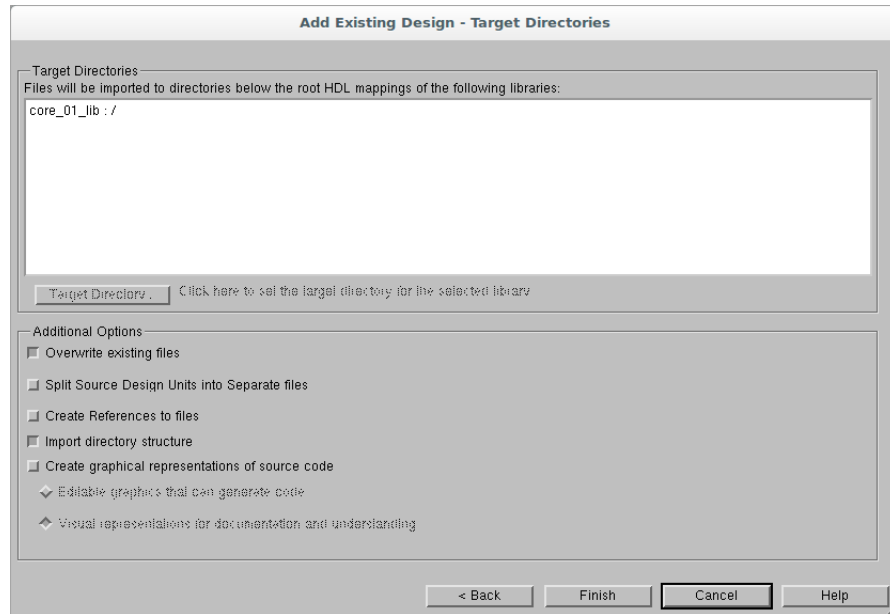 Add Existing Design - Target Directories
Target Directories
Files will be imported to directories below the root HDL mappings of the following libraries:
core_01_lib : /
Target Directory..
Click here to set the target directory for the selected library
Additional Options
Overwrite existing files
Split Source Design Units into Separate files
Create References to files
Import directory structure
Create graphical representations of source code
Editable graphics that can generate code
Visual representations for documentation and understanding
< Back
Finish
Cancel
Help